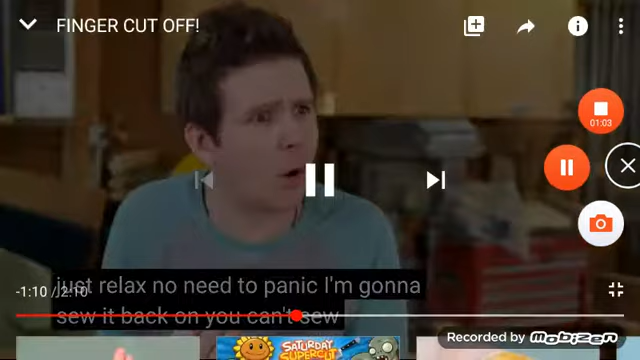 FINGER CUT OFF!
01:03
just relax no need to panic I'm gonna
-1:10 / 2:10
sew it back on you can't sew
Recorded by mobizen
SATURDAY
SUPERCUT